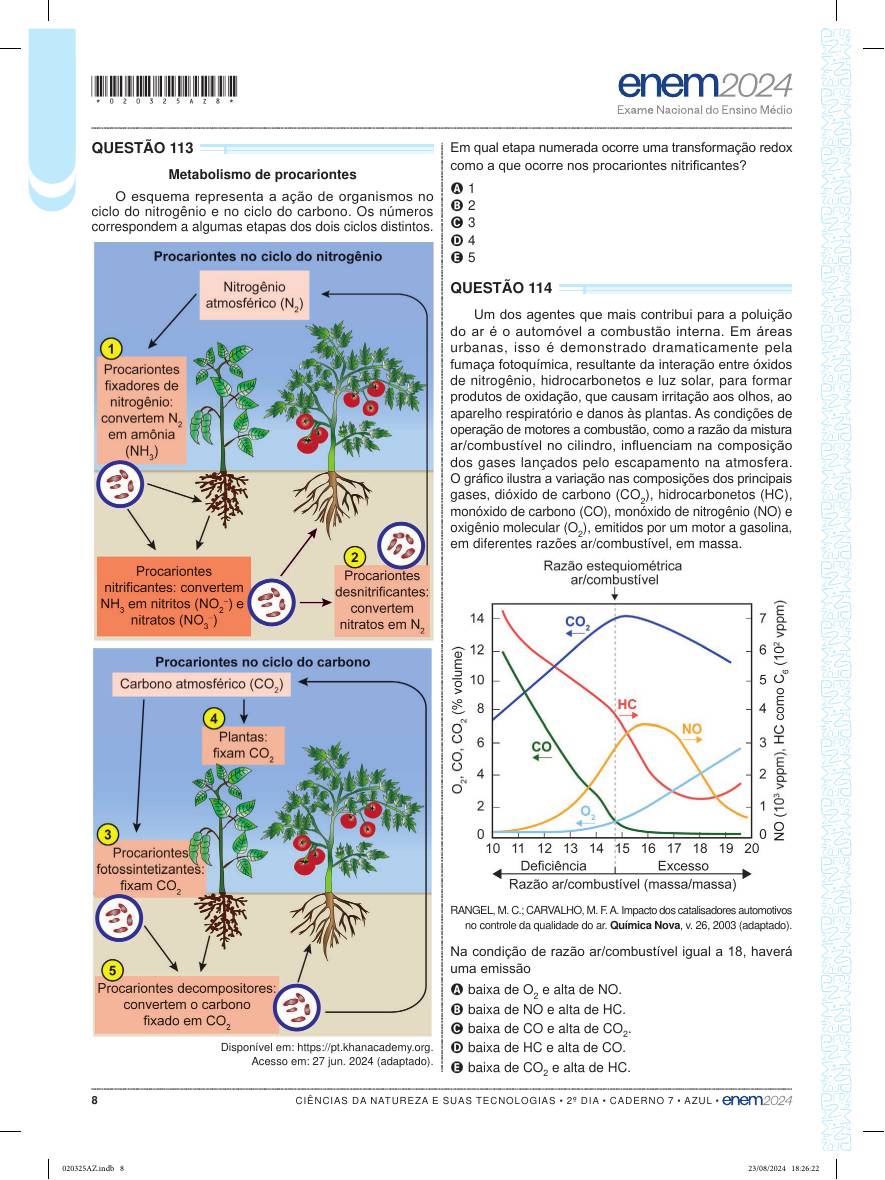 *020325AZ8*
enem2024
Exame Nacional do Ensino Médio
QUESTÃO 113
Metabolismo de procariontes
O esquema representa a ação de organismos no
ciclo do nitrogênio e no ciclo do carbono. Os números
correspondem a algumas etapas dos dois ciclos distintos.
Procariontes no ciclo do nitrogênio
Nitrogênio
atmosférico (N₂)
1
Procariontes
fixadores de
nitrogênio:
convertem N₂
em amônia
(NH₃)
Procariontes
nitrificantes: convertem
NH₃ em nitritos (NO₂⁻) e
nitratos (NO₃⁻)
2
Procariontes
desnitrificantes:
convertem
nitratos em N₂
Procariontes no ciclo do carbono
Carbono atmosférico (CO₂)
4
Plantas:
fixam CO₂
3
Procariontes
fotossintetizantes:
fixam CO₂
5
Procariontes decompositores:
convertem o carbono
fixado em CO₂
Disponível em: https://pt.khanacademy.org.
Acesso em: 27 jun. 2024 (adaptado).
Em qual etapa numerada ocorre uma transformação redox
como a que ocorre nos procariontes nitrificantes?
A 1
B 2
C 3
D 4
E 5
QUESTÃO 114
Um dos agentes que mais contribui para a poluição
do ar é o automóvel a combustão interna. Em áreas
urbanas, isso é demonstrado dramaticamente pela
fumaça fotoquímica, resultante da interação entre óxidos
de nitrogênio, hidrocarbonetos e luz solar, para formar
produtos de oxidação, que causam irritação aos olhos, ao
aparelho respiratório e danos às plantas. As condições de
operação de motores a combustão, como a razão da mistura
ar/combustível no cilindro, influenciam na composição
dos gases lançados pelo escapamento na atmosfera.
O gráfico ilustra a variação nas composições dos principais
gases, dióxido de carbono (CO₂), hidrocarbonetos (HC),
monóxido de carbono (CO), monóxido de nitrogênio (NO) e
oxigênio molecular (O₂), emitidos por um motor a gasolina,
em diferentes razões ar/combustível, em massa.
Razão estequiométrica
ar/combustível
O₂, CO, CO₂ (% volume)
14
12
10
8
6
4
2
0
CO₂
HC
NO
CO
O₂
7
6
5
4
3
2
1
0
NO (10³ vppm), HC como C₆ (10² vppm)
10 11 12 13 14 15 16 17 18 19 20
Deficiência Excesso
Razão ar/combustível (massa/massa)
RANGEL, M. C.; CARVALHO, M. F. A. Impacto dos catalisadores automotivos
no controle da qualidade do ar. Química Nova, v. 26, 2003 (adaptado).
Na condição de razão ar/combustível igual a 18, haverá
uma emissão
A baixa de O₂ e alta de NO.
B baixa de NO e alta de HC.
C baixa de CO e alta de CO₂.
D baixa de HC e alta de CO.
E baixa de CO₂ e alta de HC.
8
CIÊNCIAS DA NATUREZA E SUAS TECNOLOGIAS • 2º DIA • CADERNO 7 • AZUL • enem2024
020325AZ.indb 8
23/08/2024 18:26:22